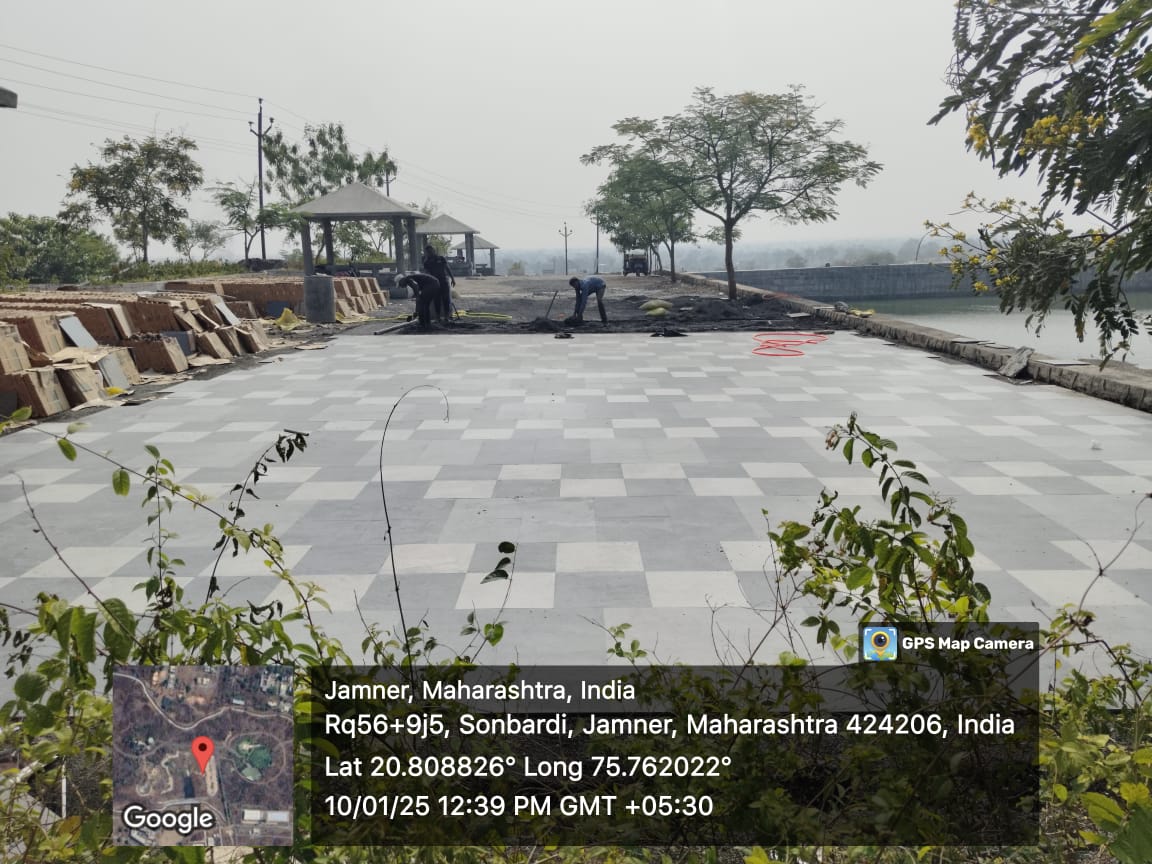 GPS Map Camera
Jamner, Maharashtra, India
Rq56+9j5, Sonbardi, Jamner, Maharashtra 424206, India
Lat 20.808826° Long 75.762022°
10/01/25 12:39 PM GMT +05:30
Google